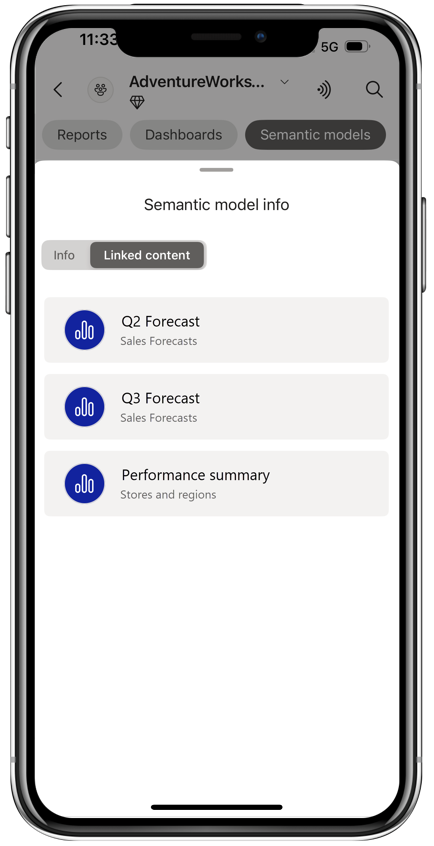 11:33
5G
AdventureWorks...
Reports
Dashboards
Semantic models
Semantic model info
Info
Linked content
Q2 Forecast
Sales Forecasts
Q3 Forecast
Sales Forecasts
Performance summary
Stores and regions